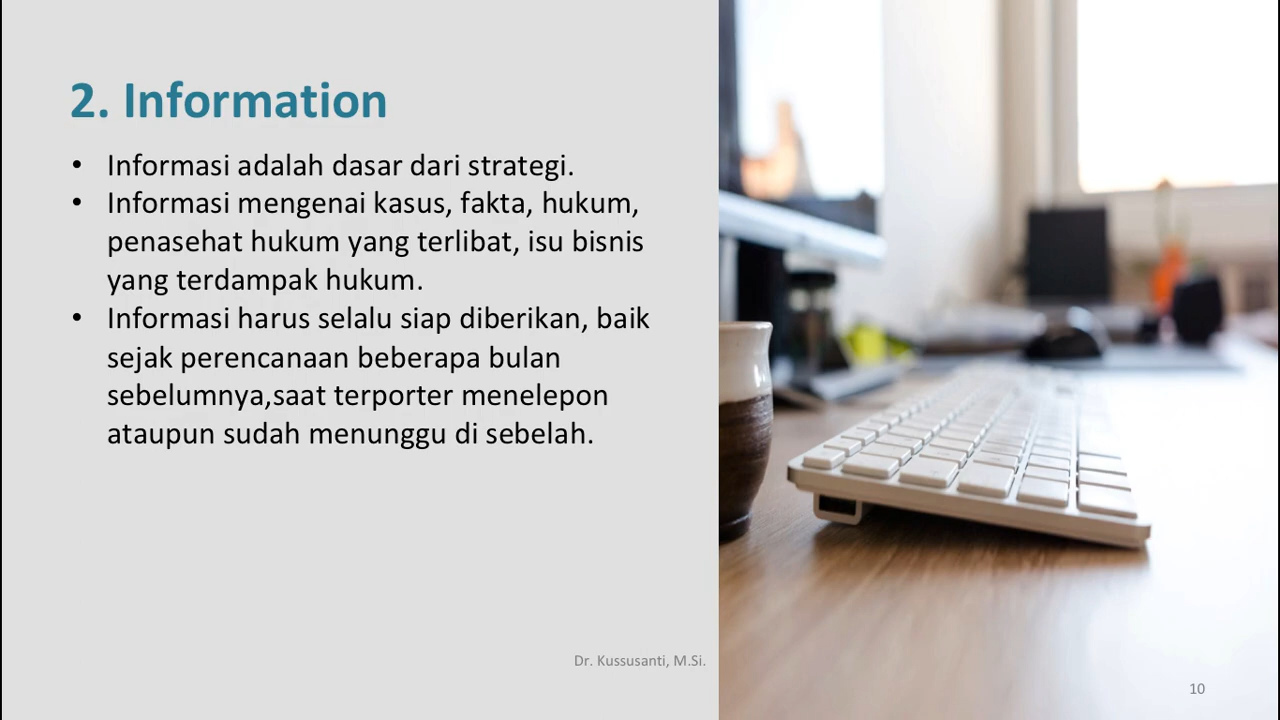 2. Information
• Informasi adalah dasar dari strategi.
• Informasi mengenai kasus, fakta, hukum,
penasehat hukum yang terlibat, isu bisnis
yang terdampak hukum.
• Informasi harus selalu siap diberikan, baik
sejak perencanaan beberapa bulan
sebelumnya,saat terporter menelepon
ataupun sudah menunggu di sebelah.
Dr. Kussusanti, M.Si.
10